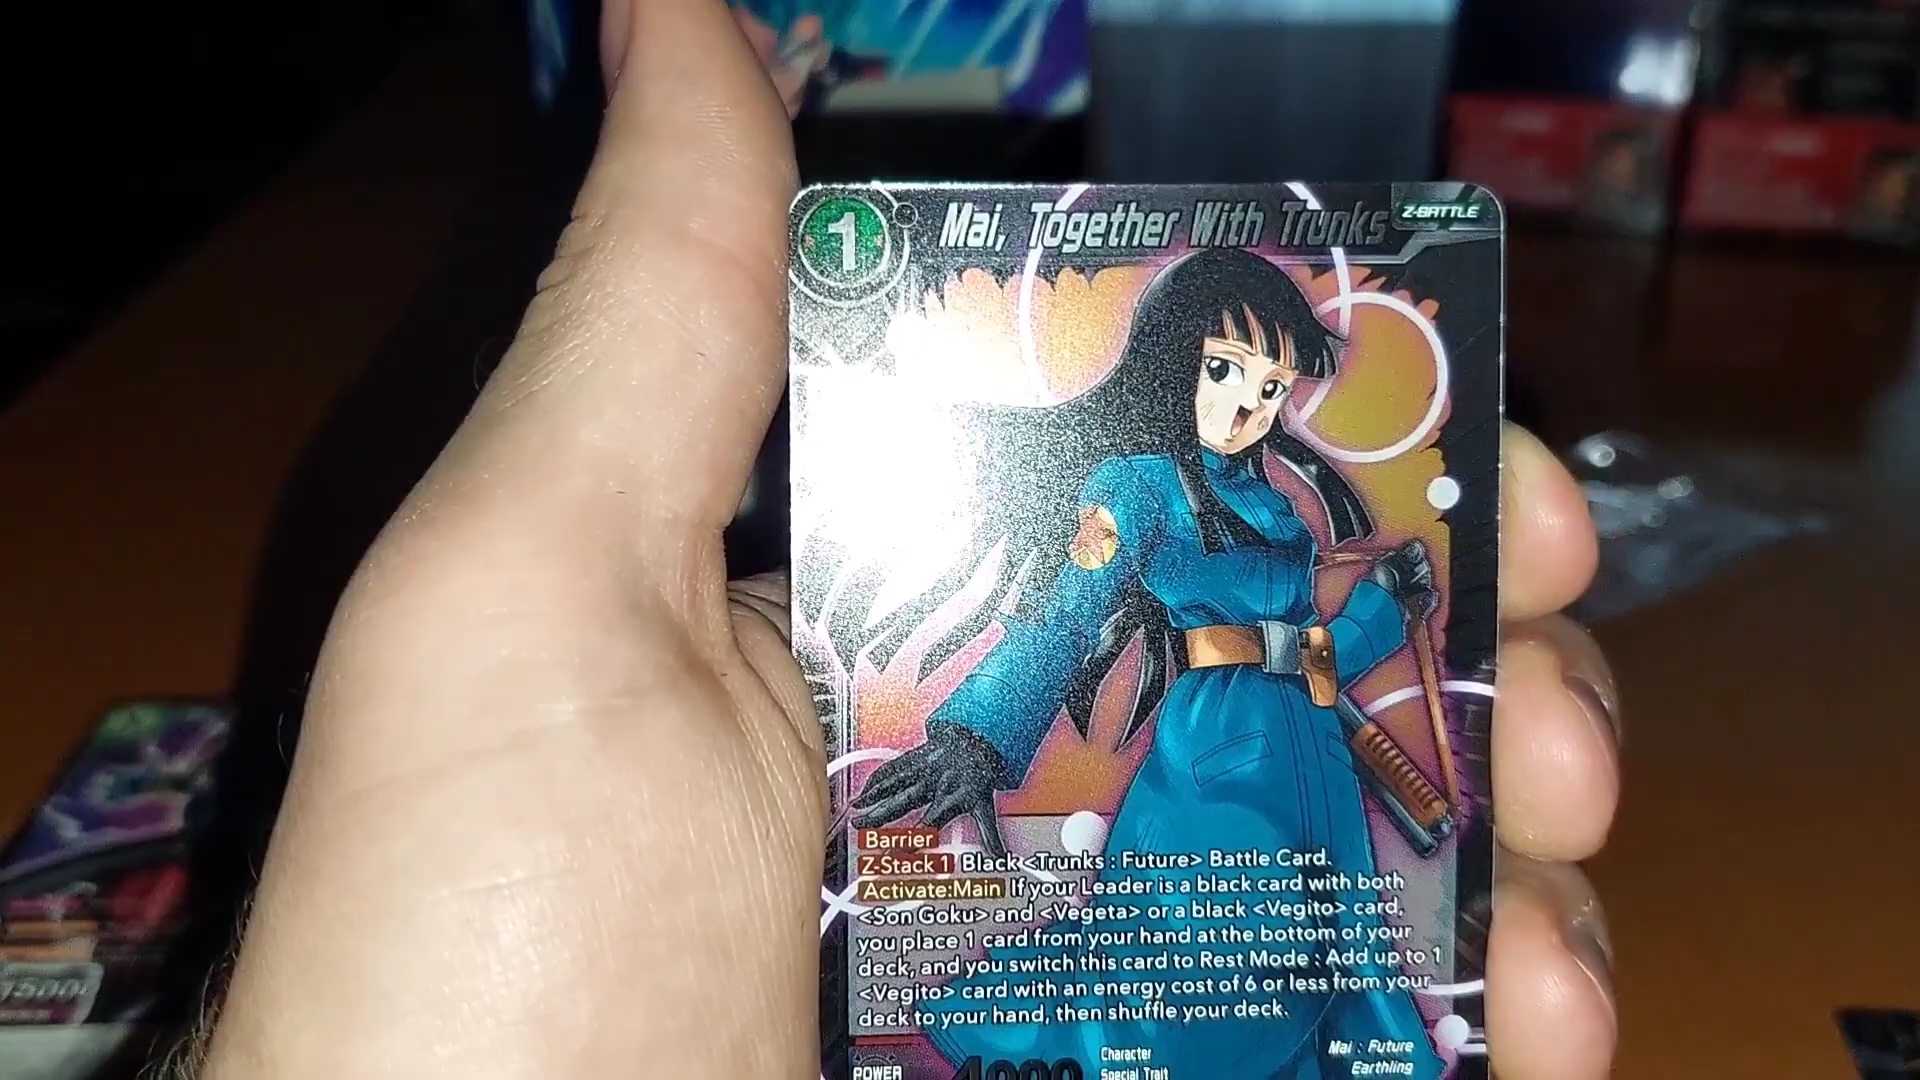 1
Mai, Together With Trunks
Z-BATTLE
Barrier
Z-Stack 1 Black <Trunks : Future> Battle Card.
Activate:Main If your Leader is a black card with both
<Son Goku> and <Vegeta> or a black <Vegito> card,
you place 1 card from your hand at the bottom of your
deck, and you switch this card to Rest Mode : Add up to 1
<Vegito> card with an energy cost of 6 or less from your
deck to your hand, then shuffle your deck.
POWER
4000
Character
Mai : Future
Special Trait
Earthling